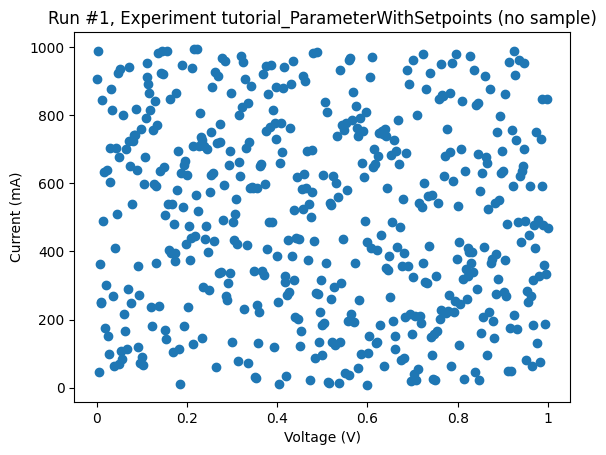 Run #1, Experiment tutorial_ParameterWithSetpoints (no sample)
1000
800
600
400
200
0
Current (mA)
0 0.2 0.4 0.6 0.8 1
Voltage (V)